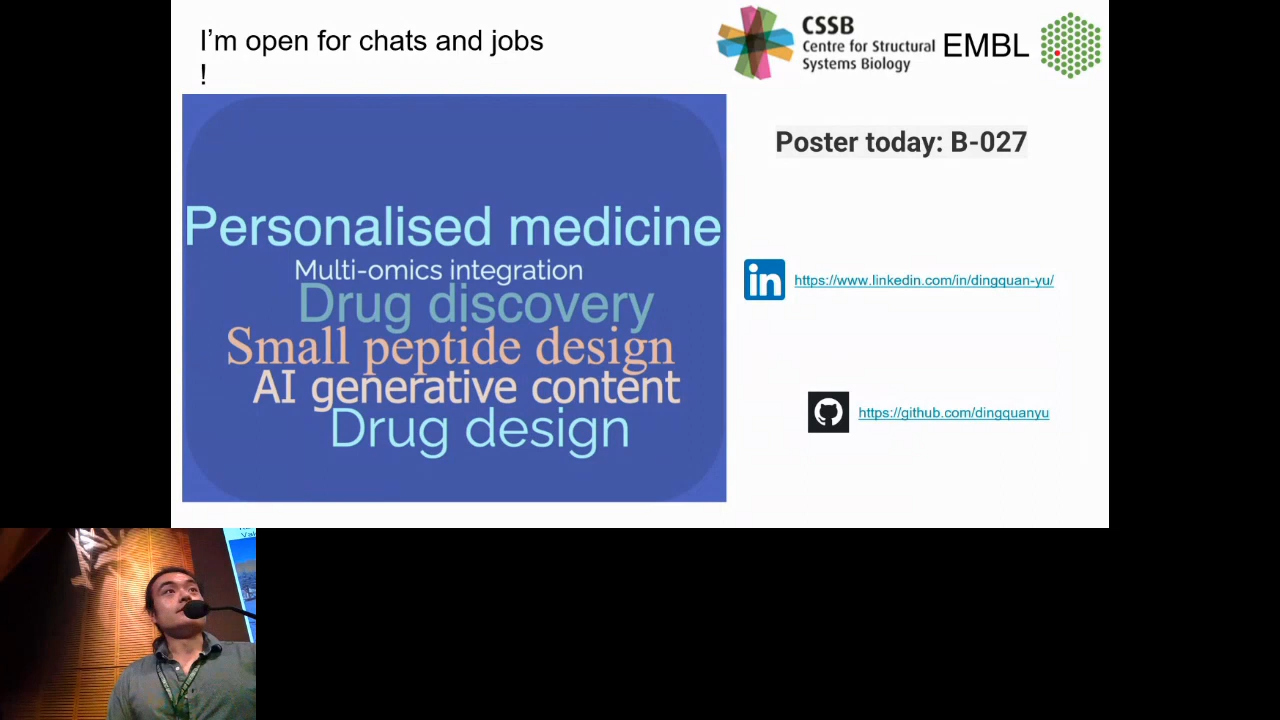 I'm open for chats and jobs
!
CSSB
Centre for Structural
Systems Biology
EMBL
Poster today: B-027
Personalised medicine
Multi-omics integration
Drug discovery
Small peptide design
AI generative content
Drug design
in
https://www.linkedin.com/in/dingquan-yu/
https://github.com/dingquanyu